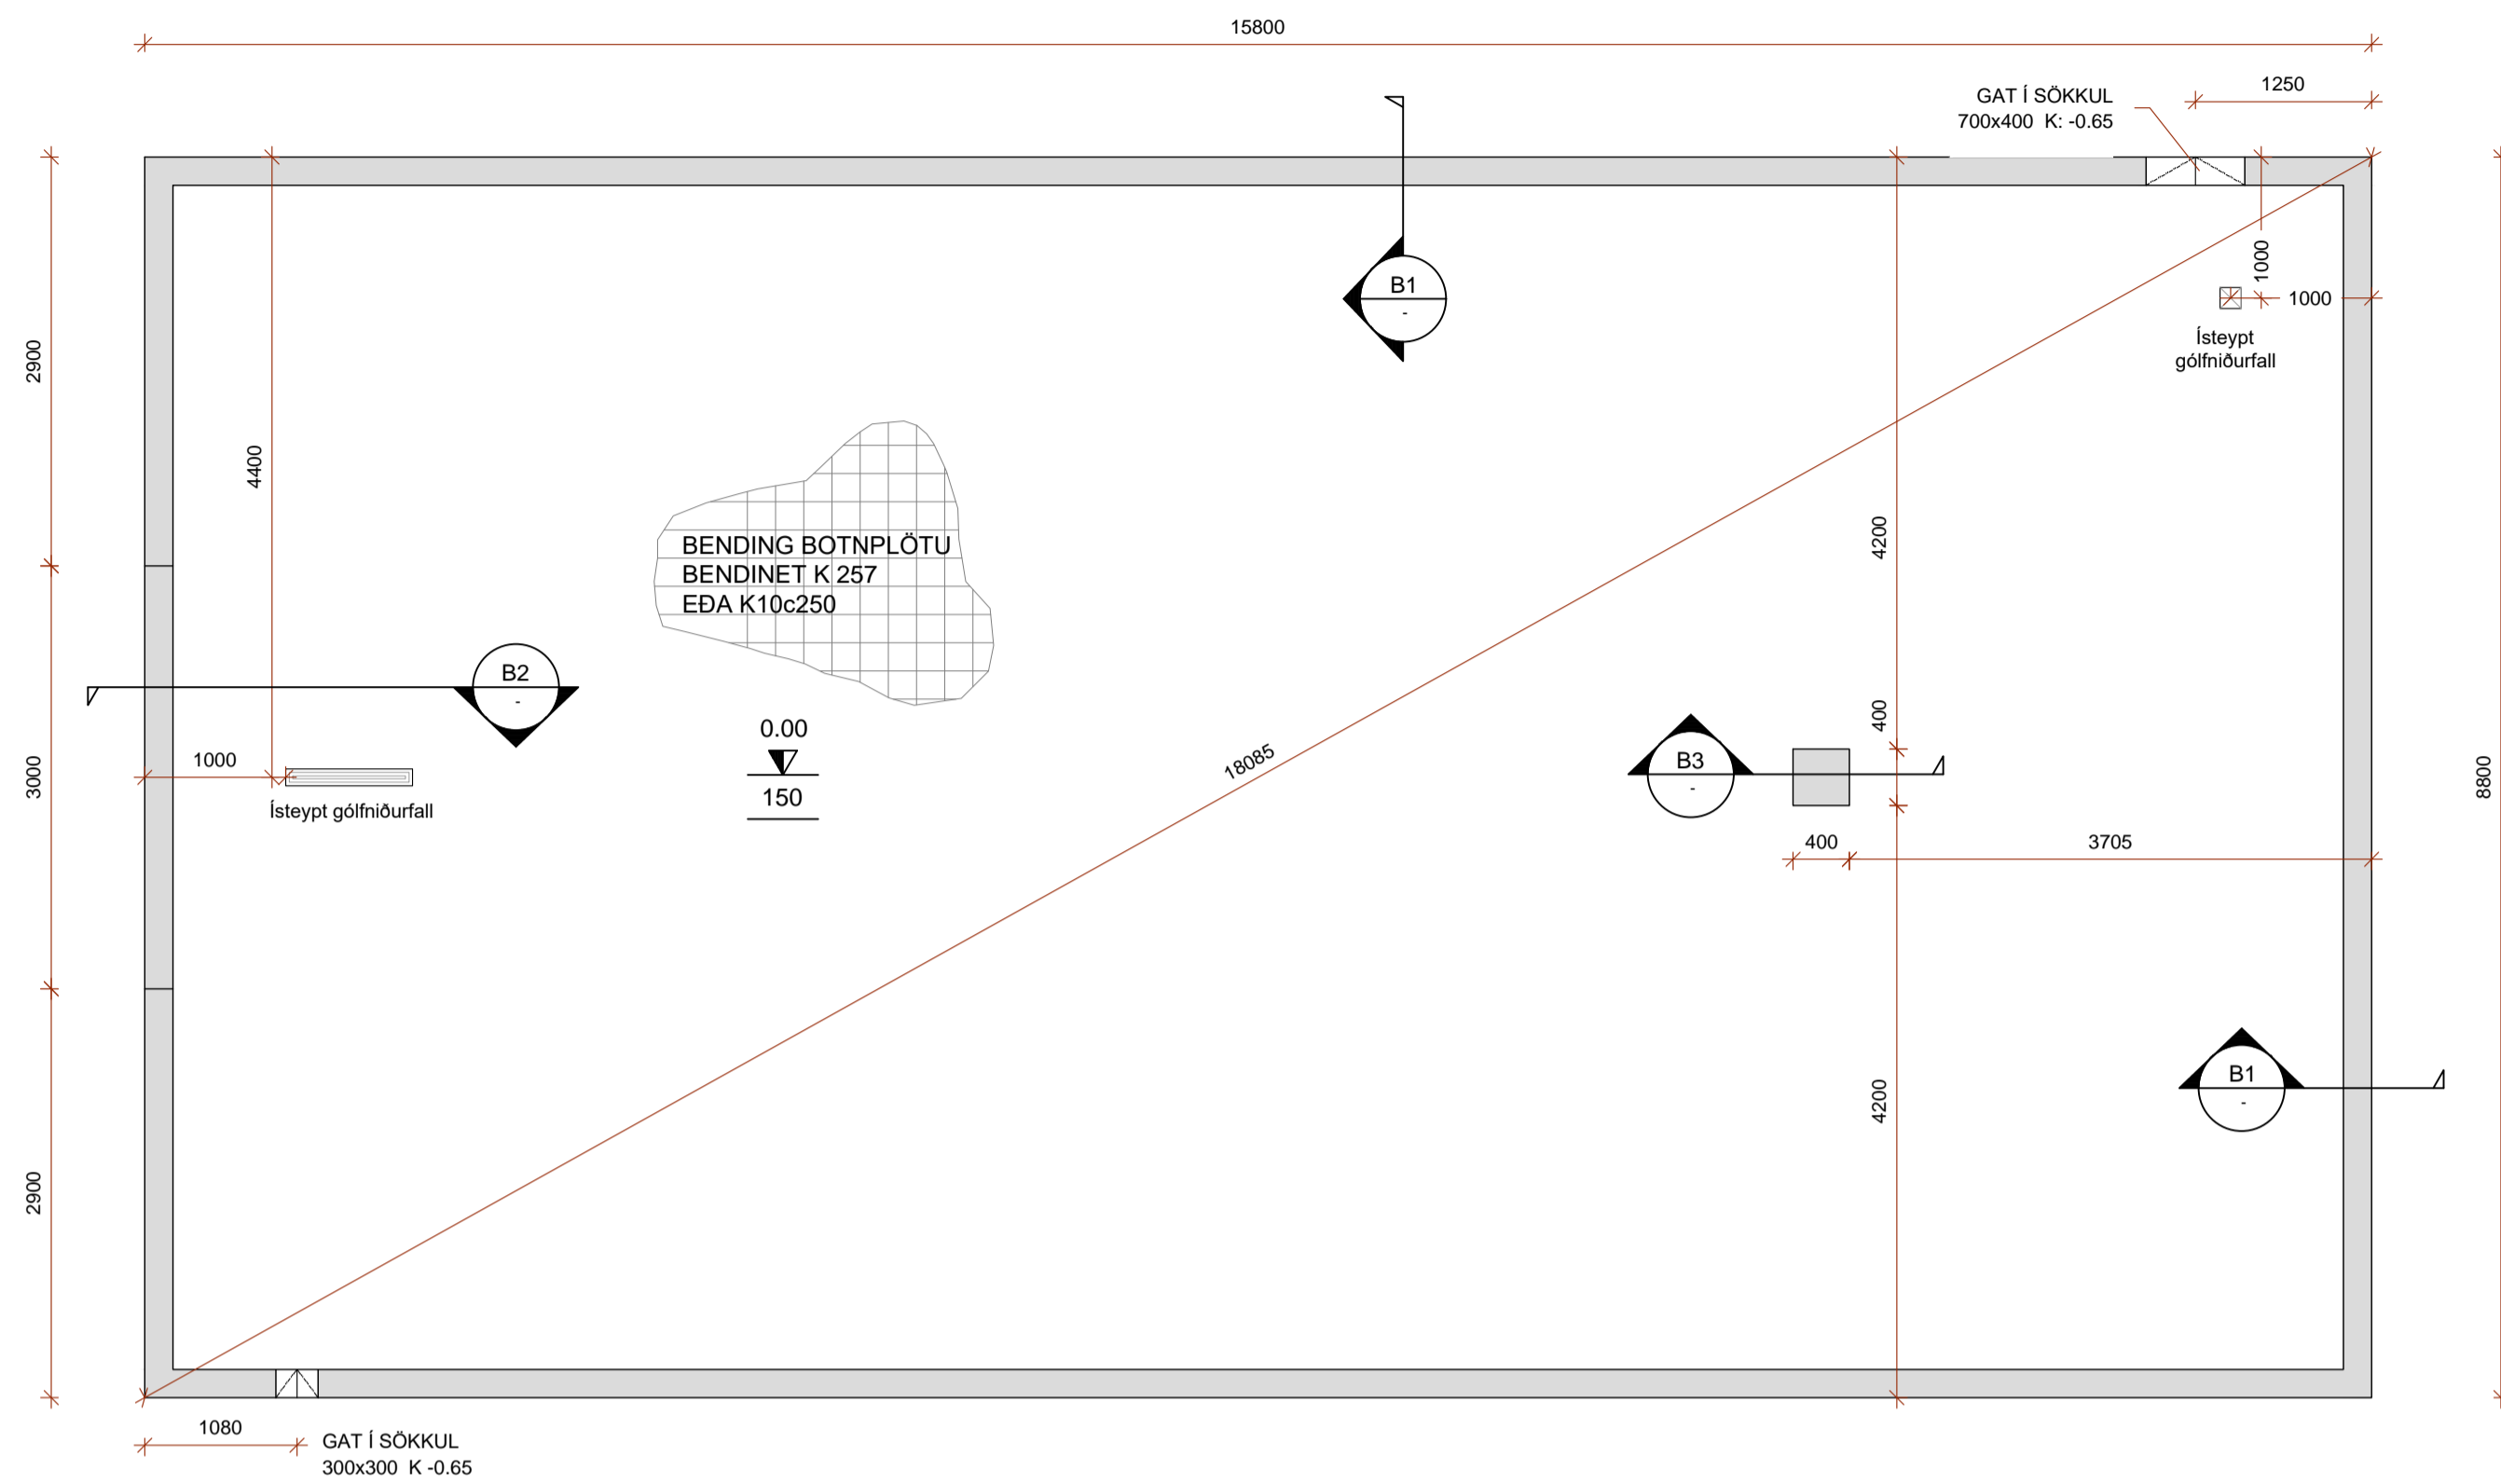 15800
1250
GAT Í SÖKKUL
700x400 K: -0.65
B1
-
1000
1000
Ísteypt
gólfniðurfall
2900
4400
4200
BENDING BOTNPLÖTU
BENDINET K 257
EÐA K10c250
B2
-
0.00
150
18085
400
B3
-
1000
3000
8800
Ísteypt gólfniðurfall
400
3705
B1
-
4200
2900
1080
GAT Í SÖKKUL
300x300 K -0.65